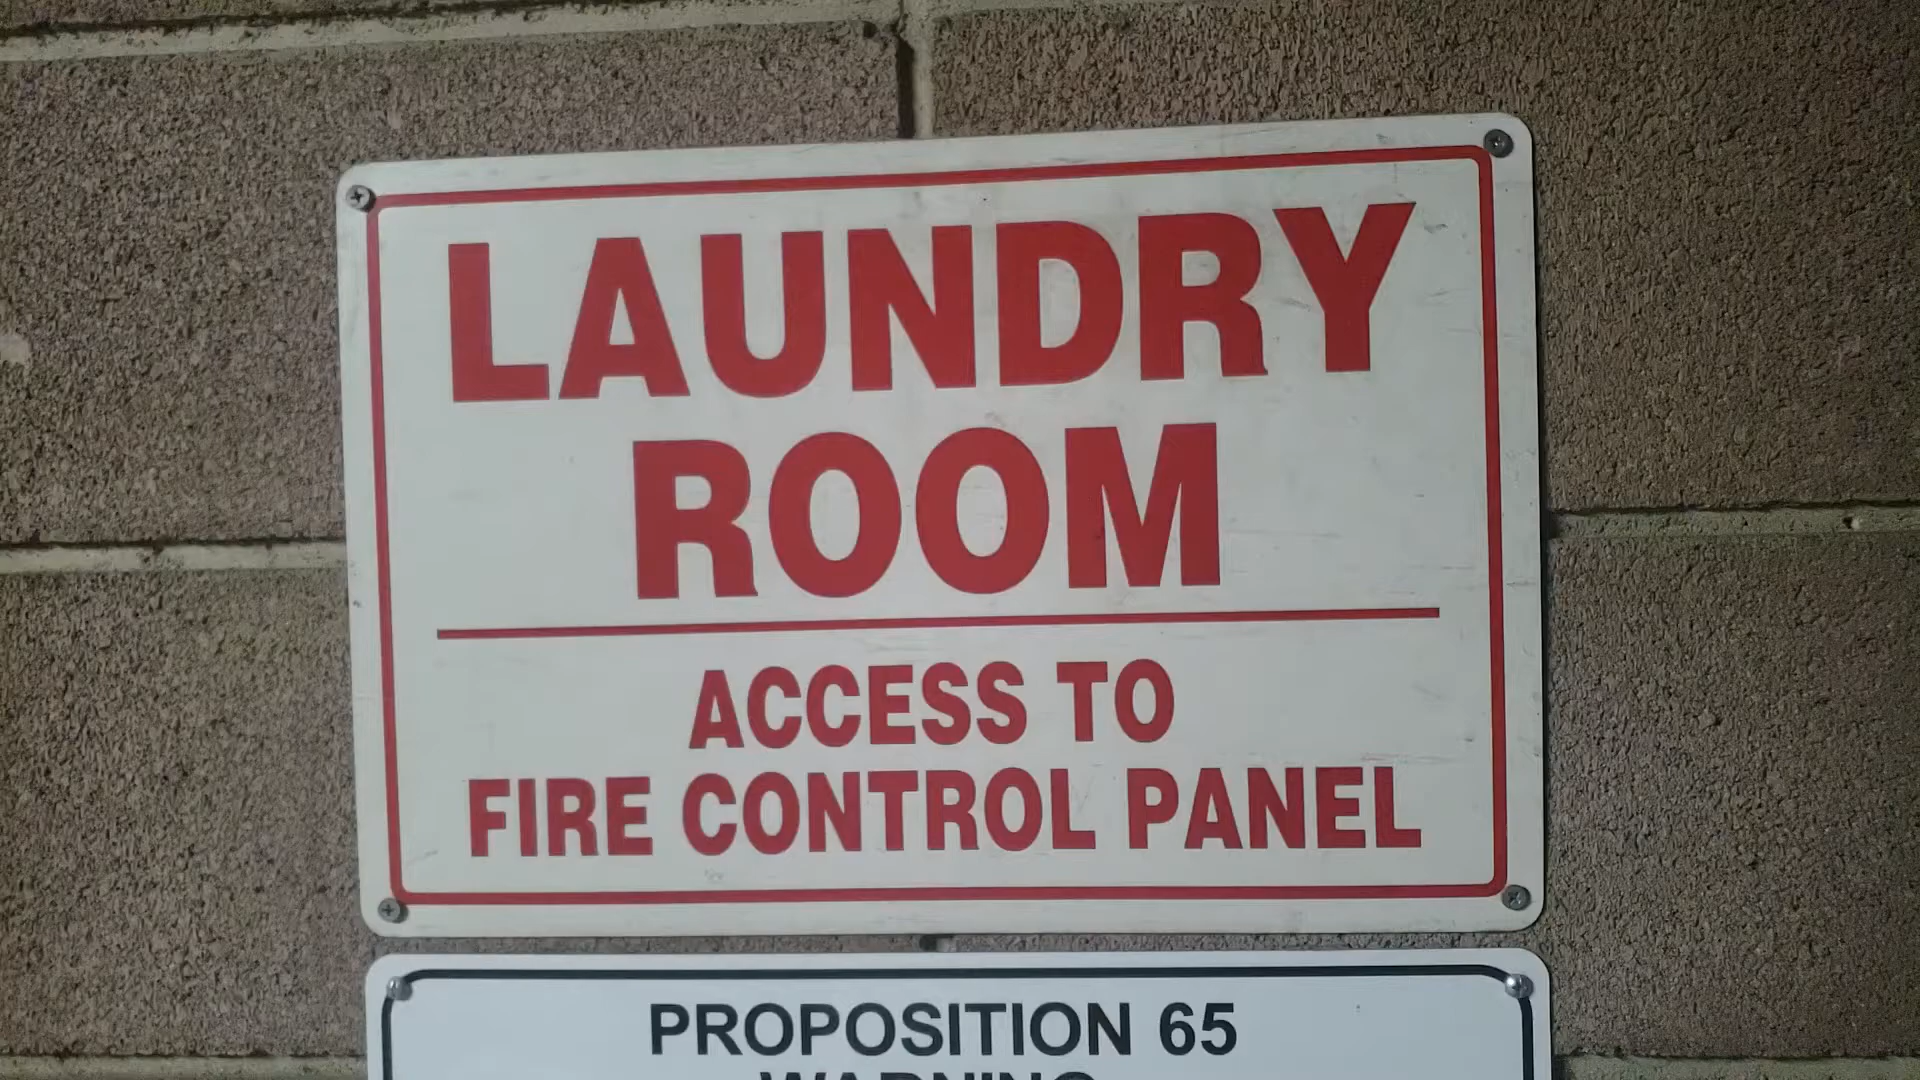 LAUNDRY
ROOM
ACCESS TO
FIRE CONTROL PANEL
PROPOSITION 65
WARNING